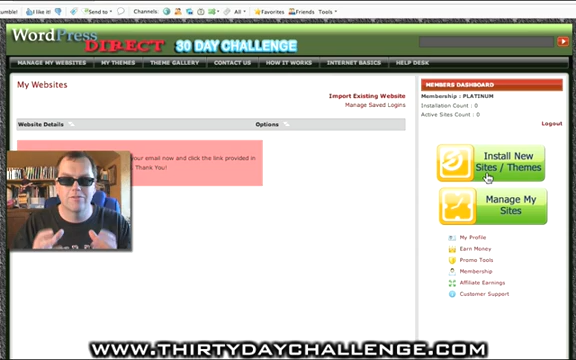 umble!  I like it!  Send to  Channels:  All  Favorites  Friends  Tools
WordPress
DIRECT 30 DAY CHALLENGE
MANAGE MY WEBSITES  MY THEMES  THEME GALLERY  CONTACT US  HOW IT WORKS  INTERNET BASICS  HELP DESK
My Websites
Import Existing Website
Manage Saved Logins
Website Details  Options
your email now and click the link provided in
Thank You!
MEMBERS DASHBOARD
Membership : PLATINUM
Installation Count : 0
Active Sites Count : 0
Logout
Install New
Sites / Themes
Manage My
Sites
My Profile
Earn Money
Promo Tools
Membership
Affiliate Earnings
Customer Support
WWW.THIRTYDAYCHALLENGE.COM